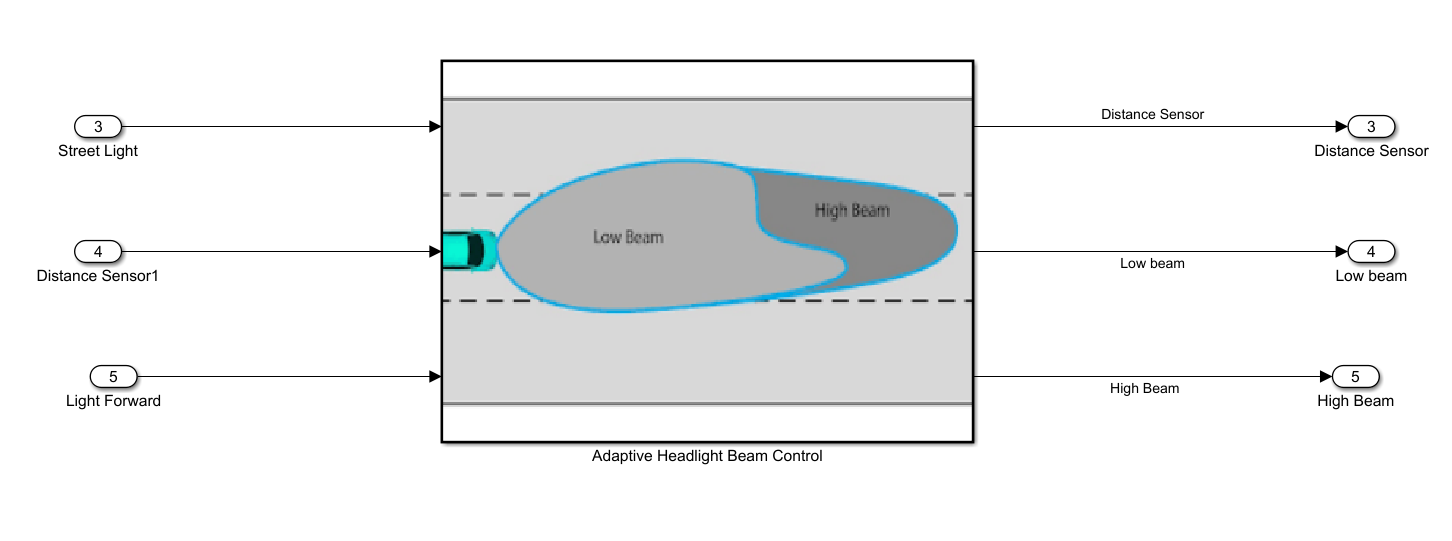 3
Street Light
4
Distance Sensor1
5
Light Forward
Low Beam
High Beam
Adaptive Headlight Beam Control
Distance Sensor
3
Distance Sensor
Low beam
4
Low beam
High Beam
5
High Beam